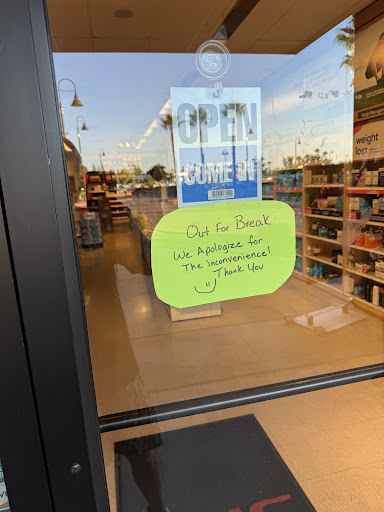 OPEN
COME IN
Out For Break
We Apologize for
The inconvenience!
Thank You
weight
loss